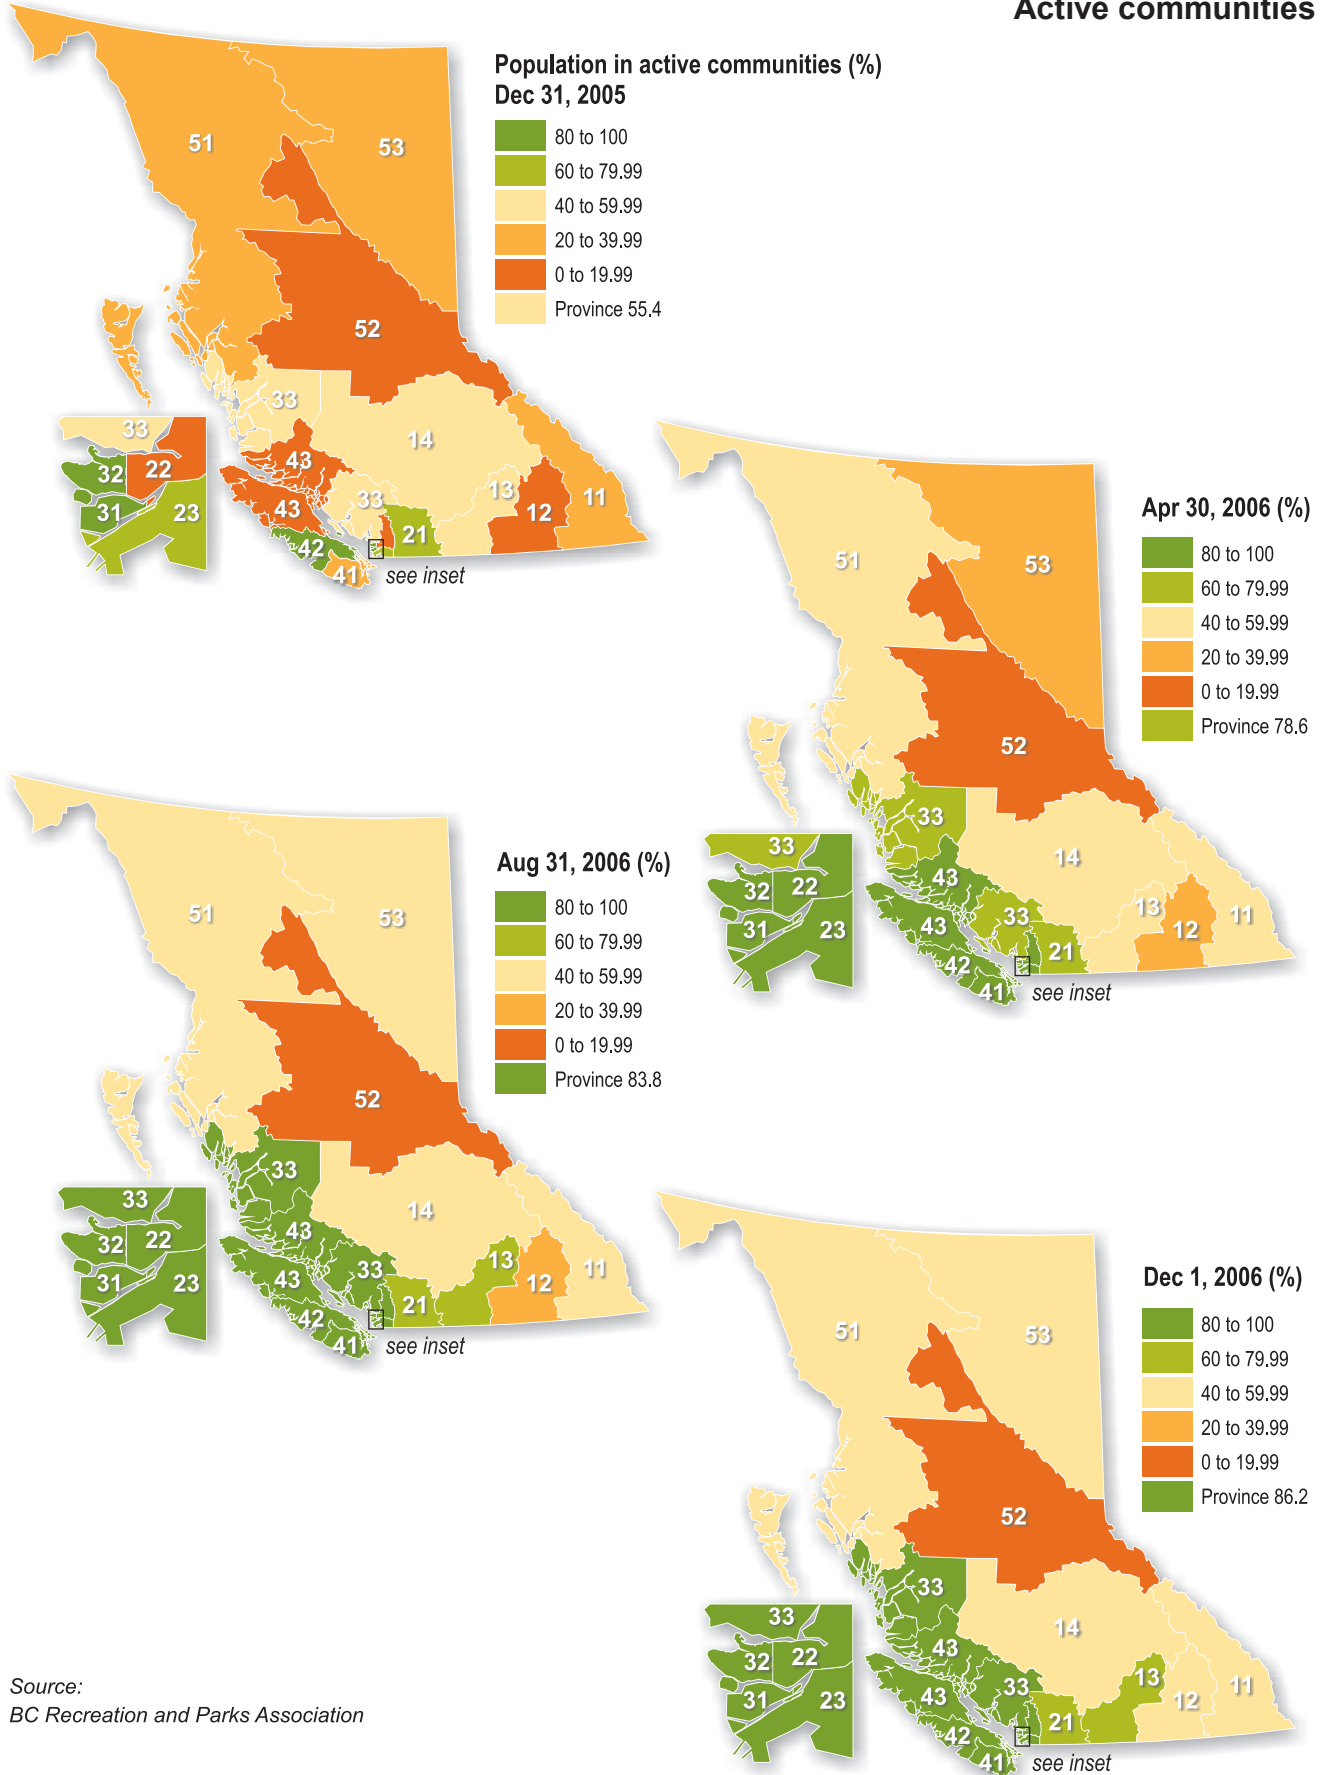 Active communities
Population in active communities (%)
Dec 31, 2005
80 to 100
60 to 79.99
40 to 59.99
20 to 39.99
0 to 19.99
Province 55.4
51
53
52
33
14
43
33
13
11
12
43
21
42
41
see inset
33
32
22
31
23
Apr 30, 2006 (%)
80 to 100
60 to 79.99
40 to 59.99
20 to 39.99
0 to 19.99
Province 78.6
51
53
52
33
14
43
13
11
33
43
12
21
42
41
see inset
33
32
22
31
23
Aug 31, 2006 (%)
80 to 100
60 to 79.99
40 to 59.99
20 to 39.99
0 to 19.99
Province 83.8
51
53
52
33
14
43
13
33
11
43
12
21
42
41
see inset
33
32
22
31
23
Dec 1, 2006 (%)
80 to 100
60 to 79.99
40 to 59.99
20 to 39.99
0 to 19.99
Province 86.2
51
53
52
33
14
43
13
33
11
43
12
21
42
41
see inset
33
32
22
31
23
Source:
BC Recreation and Parks Association